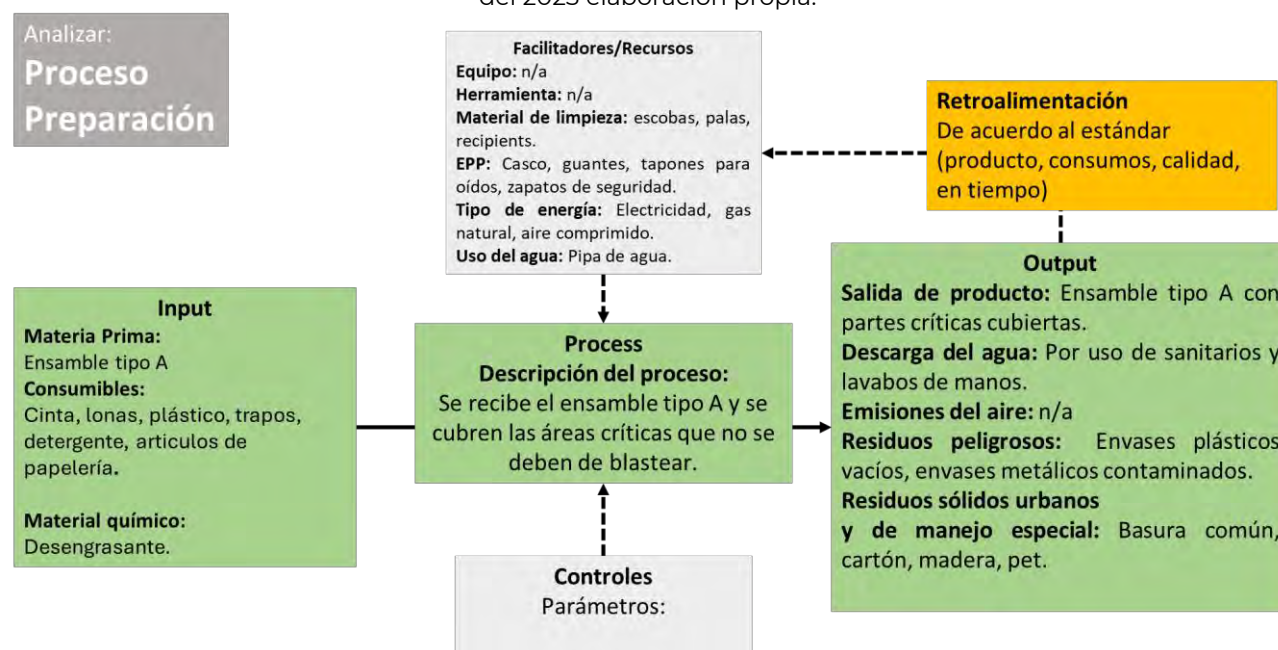 del 2023 elaboración propia.
Analizar:
Proceso
Preparación
Facilitadores/Recursos
Equipo: n/a
Herramienta: n/a
Material de limpieza: escobas, palas,
recipients.
EPP: Casco, guantes, tapones para
oídos, zapatos de seguridad.
Tipo de energía: Electricidad, gas
natural, aire comprimido.
Uso del agua: Pipa de agua.
Retroalimentación
De acuerdo al estándar
(producto, consumos, calidad,
en tiempo)
Input
Materia Prima:
Ensamble tipo A
Consumibles:
Cinta, lonas, plástico, trapos,
detergente, articulos de
papelería.
Material químico:
Desengrasante.
Process
Descripción del proceso:
Se recibe el ensamble tipo A y se
cubren las áreas críticas que no se
deben de blastear.
Output
Salida de producto: Ensamble tipo A con
partes críticas cubiertas.
Descarga del agua: Por uso de sanitarios y
lavabos de manos.
Emisiones del aire: n/a
Residuos peligrosos: Envases plásticos
vacíos, envases metálicos contaminados.
Residuos sólidos urbanos
y de manejo especial: Basura común,
cartón, madera, pet.
Controles
Parámetros: